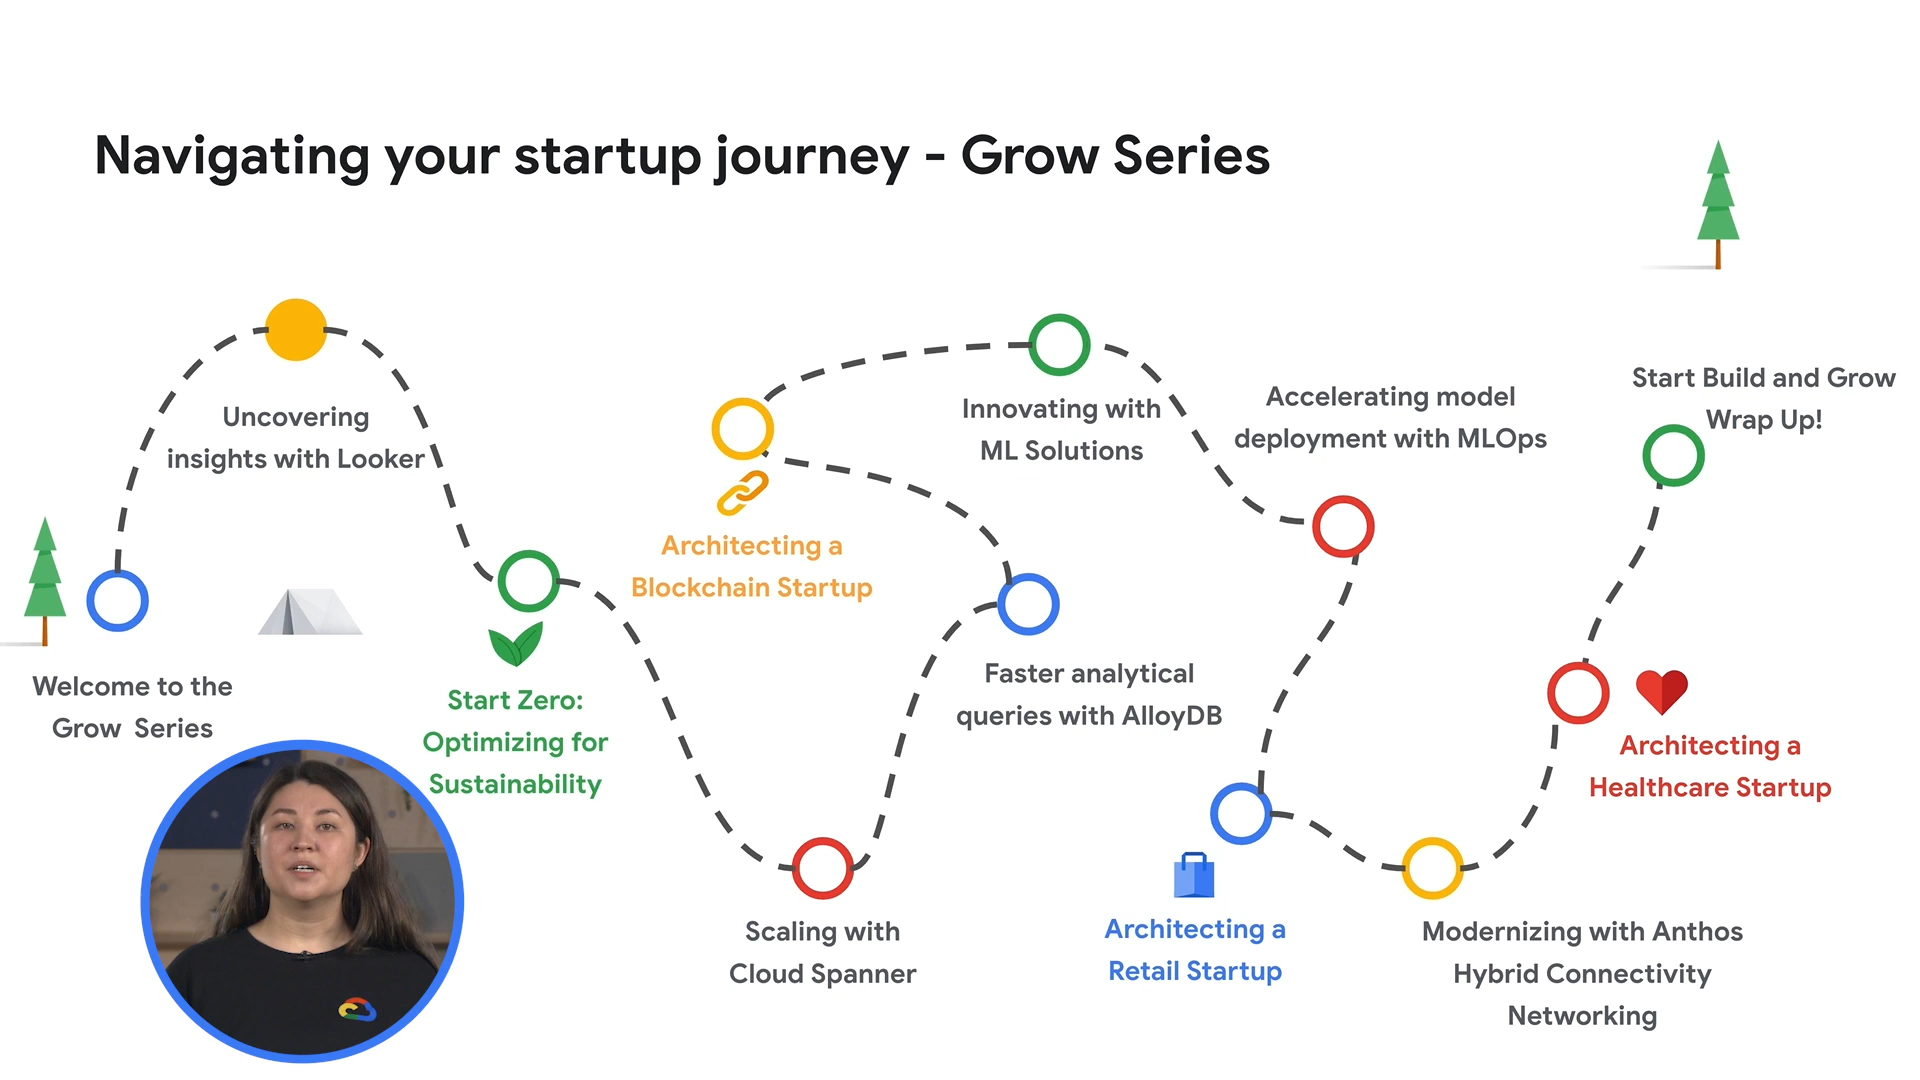 Navigating your startup journey - Grow Series
Welcome to the
Grow Series
Uncovering
insights with Looker
Start Zero:
Optimizing for
Sustainability
Scaling with
Cloud Spanner
Faster analytical
queries with AlloyDB
Architecting a
Blockchain Startup
Innovating with
ML Solutions
Accelerating model
deployment with MLOps
Architecting a
Retail Startup
Modernizing with Anthos
Hybrid Connectivity
Networking
Architecting a
Healthcare Startup
Start Build and Grow
Wrap Up!